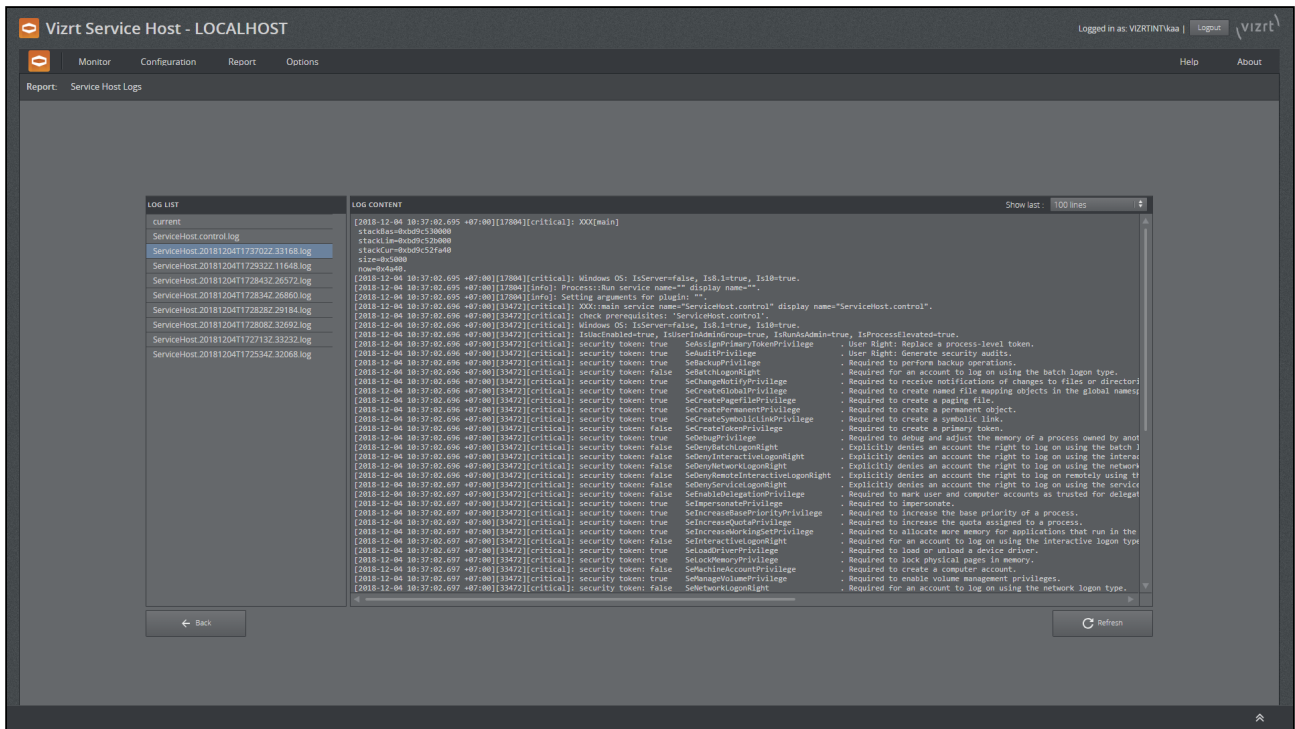 Vizrt Service Host - LOCALHOST
Logged in as: VIZRTINT\kaa | Logout vizrt
Monitor Configuration Report Options Help About
Report: Service Host Logs
LOG LIST
current
ServiceHost.control.log
ServiceHost.20181204T173702Z.33168.log
ServiceHost.20181204T172932Z.11648.log
ServiceHost.20181204T172843Z.26572.log
ServiceHost.20181204T172834Z.26860.log
ServiceHost.20181204T172828Z.29184.log
ServiceHost.20181204T172808Z.32692.log
ServiceHost.20181204T172713Z.33232.log
ServiceHost.20181204T172534Z.32068.log
LOG CONTENT Show last : 100 lines
[2018-12-04 10:37:02.695 +07:00][17804][critical]: XXX[main]
stackBas=0xbd9c530000
stackLim=0xbd9c52b000
stackCur=0xbd9c52fa40
size=0x5000
now=0x4a40.
[2018-12-04 10:37:02.695 +07:00][17804][critical]: Windows OS: IsServer=false, Is8.1=true, Is10=true.
[2018-12-04 10:37:02.695 +07:00][17804][info]: Process::Run service name="" display name="".
[2018-12-04 10:37:02.695 +07:00][17804][info]: Setting arguments for plugin: "".
[2018-12-04 10:37:02.696 +07:00][33472][critical]: XXX::main service name="ServiceHost.control" display name="ServiceHost.control".
[2018-12-04 10:37:02.696 +07:00][33472][critical]: check prerequisites: 'ServiceHost.control'.
[2018-12-04 10:37:02.696 +07:00][33472][critical]: Windows OS: IsServer=false, Is8.1=true, Is10=true.
[2018-12-04 10:37:02.696 +07:00][33472][critical]: IsUacEnabled=true, IsUserInAdminGroup=true, IsRunAsAdmin=true, IsProcessElevated=true.
[2018-12-04 10:37:02.696 +07:00][33472][critical]: security token: true SeAssignPrimaryTokenPrivilege . User Right: Replace a process-level token.
[2018-12-04 10:37:02.696 +07:00][33472][critical]: security token: true SeAuditPrivilege . User Right: Generate security audits.
[2018-12-04 10:37:02.696 +07:00][33472][critical]: security token: true SeBackupPrivilege . Required to perform backup operations.
[2018-12-04 10:37:02.696 +07:00][33472][critical]: security token: false SeBatchLogonRight . Required for an account to log on using the batch logon type.
[2018-12-04 10:37:02.696 +07:00][33472][critical]: security token: true SeChangeNotifyPrivilege . Required to receive notifications of changes to files or directori
[2018-12-04 10:37:02.696 +07:00][33472][critical]: security token: true SeCreateGlobalPrivilege . Required to create named file mapping objects in the global namesp
[2018-12-04 10:37:02.696 +07:00][33472][critical]: security token: true SeCreatePagefilePrivilege . Required to create a paging file.
[2018-12-04 10:37:02.696 +07:00][33472][critical]: security token: true SeCreatePermanentPrivilege . Required to create a permanent object.
[2018-12-04 10:37:02.696 +07:00][33472][critical]: security token: true SeCreateSymbolicLinkPrivilege . Required to create a symbolic link.
[2018-12-04 10:37:02.696 +07:00][33472][critical]: security token: false SeCreateTokenPrivilege . Required to create a primary token.
[2018-12-04 10:37:02.696 +07:00][33472][critical]: security token: true SeDebugPrivilege . Required to debug and adjust the memory of a process owned by anot
[2018-12-04 10:37:02.696 +07:00][33472][critical]: security token: false SeDenyBatchLogonRight . Explicitly denies an account the right to log on using the batch l
[2018-12-04 10:37:02.696 +07:00][33472][critical]: security token: false SeDenyInteractiveLogonRight . Explicitly denies an account the right to log on using the interac
[2018-12-04 10:37:02.696 +07:00][33472][critical]: security token: false SeDenyNetworkLogonRight . Explicitly denies an account the right to log on using the network
[2018-12-04 10:37:02.697 +07:00][33472][critical]: security token: false SeDenyRemoteInteractiveLogonRight . Explicitly denies an account the right to log on remotely using th
[2018-12-04 10:37:02.697 +07:00][33472][critical]: security token: false SeDenyServiceLogonRight . Explicitly denies an account the right to log on using the service
[2018-12-04 10:37:02.697 +07:00][33472][critical]: security token: false SeEnableDelegationPrivilege . Required to mark user and computer accounts as trusted for delegat
[2018-12-04 10:37:02.697 +07:00][33472][critical]: security token: true SeImpersonatePrivilege . Required to impersonate.
[2018-12-04 10:37:02.697 +07:00][33472][critical]: security token: true SeIncreaseBasePriorityPrivilege . Required to increase the base priority of a process.
[2018-12-04 10:37:02.697 +07:00][33472][critical]: security token: true SeIncreaseQuotaPrivilege . Required to increase the quota assigned to a process.
[2018-12-04 10:37:02.697 +07:00][33472][critical]: security token: true SeIncreaseWorkingSetPrivilege . Required to allocate more memory for applications that run in the
[2018-12-04 10:37:02.697 +07:00][33472][critical]: security token: false SeInteractiveLogonRight . Required for an account to log on using the interactive logon type
[2018-12-04 10:37:02.697 +07:00][33472][critical]: security token: true SeLoadDriverPrivilege . Required to load or unload a device driver.
[2018-12-04 10:37:02.697 +07:00][33472][critical]: security token: true SeLockMemoryPrivilege . Required to lock physical pages in memory.
[2018-12-04 10:37:02.697 +07:00][33472][critical]: security token: false SeMachineAccountPrivilege . Required to create a computer account.
[2018-12-04 10:37:02.697 +07:00][33472][critical]: security token: true SeManageVolumePrivilege . Required to enable volume management privileges.
[2018-12-04 10:37:02.697 +07:00][33472][critical]: security token: false SeNetworkLogonRight . Required for an account to log on using the network logon type.
Back Refresh